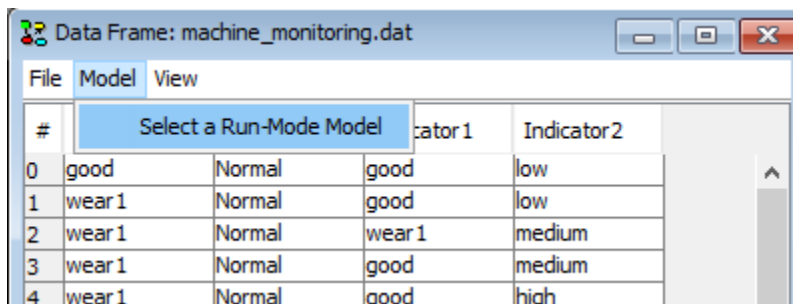 Data Frame: machine_monitoring.dat
File Model View
Select a Run-Mode Model
# cator1 Indicator2
0 good Normal good low
1 wear1 Normal good low
2 wear1 Normal wear1 medium
3 wear1 Normal good medium
4 wear1 Normal good high